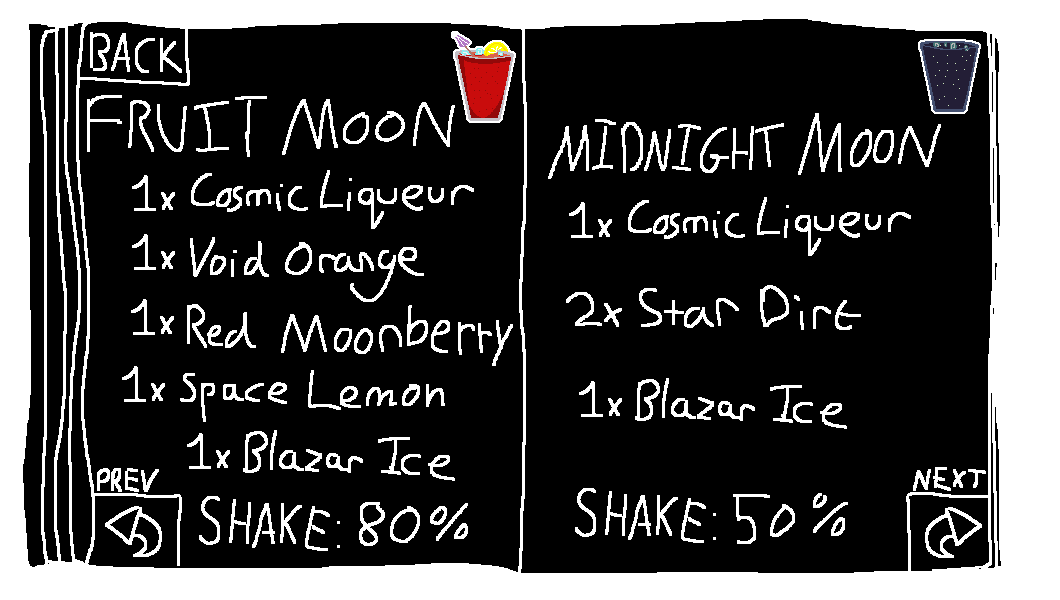 BACK
FRUIT MOON
1x Cosmic Liqueur
1x Void Orange
1x Red Moonberry
1x Space Lemon
1x Blazar Ice
SHAKE: 80%
PREV
MIDNIGHT MOON
1x Cosmic Liqueur
2x Star Dirt
1x Blazar Ice
SHAKE: 50%
NEXT